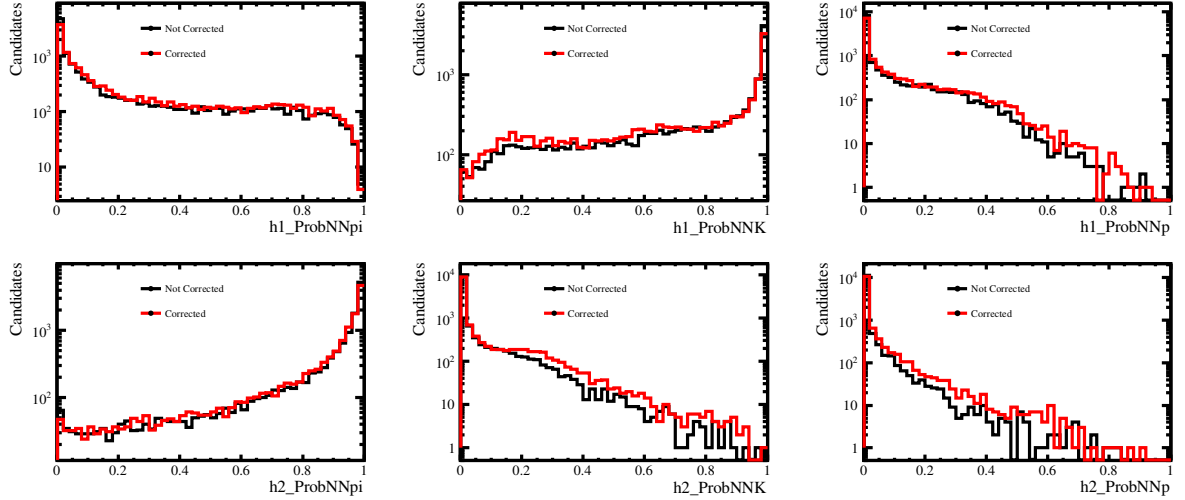 Candidates
10³
10²
10
Not Corrected
Corrected
0 0.2 0.4 0.6 0.8 1
h1_ProbNNpi
Candidates
10³
10²
Not Corrected
Corrected
0 0.2 0.4 0.6 0.8 1
h1_ProbNNK
Candidates
10⁴
10³
10²
10
1
Not Corrected
Corrected
0 0.2 0.4 0.6 0.8 1
h1_ProbNNp
Candidates
10³
10²
Not Corrected
Corrected
0 0.2 0.4 0.6 0.8 1
h2_ProbNNpi
Candidates
10⁴
10³
10²
10
1
Not Corrected
Corrected
0 0.2 0.4 0.6 0.8 1
h2_ProbNNK
Candidates
10⁴
10³
10²
10
1
Not Corrected
Corrected
0 0.2 0.4 0.6 0.8 1
h2_ProbNNp